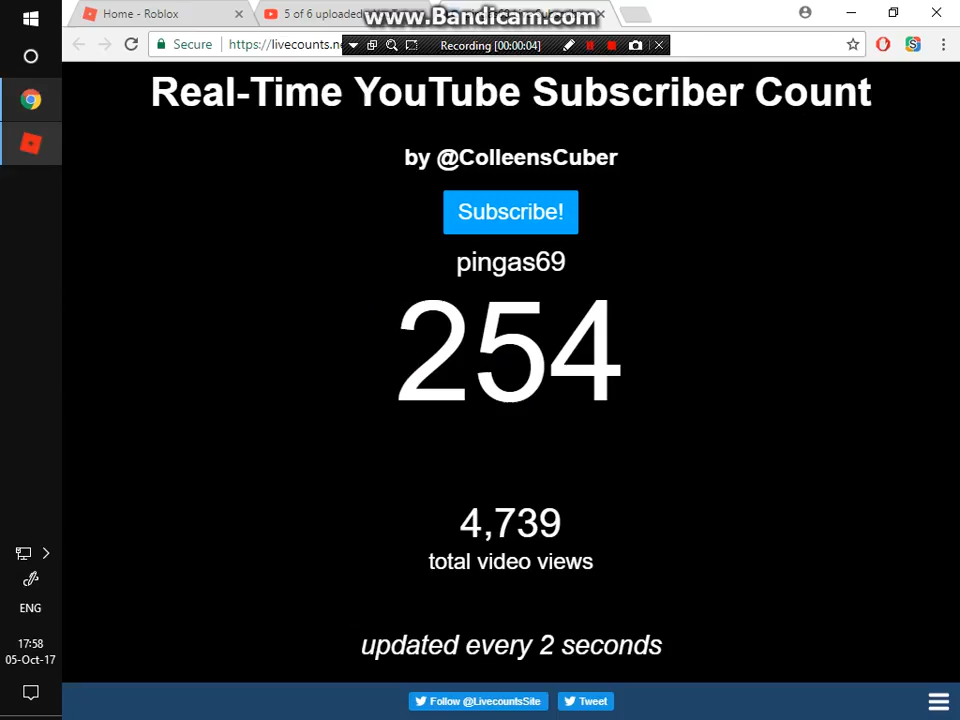 Home - Roblox
5 of 6 uploaded
www.Bandicam.com
Secure
https://livecounts.ne
Recording [00:00:04]
Real-Time YouTube Subscriber Count
by @ColleensCuber
Subscribe!
pingas69
254
4,739
total video views
updated every 2 seconds
ENG
17:58
05-Oct-17
Follow @LivecountsSite
Tweet